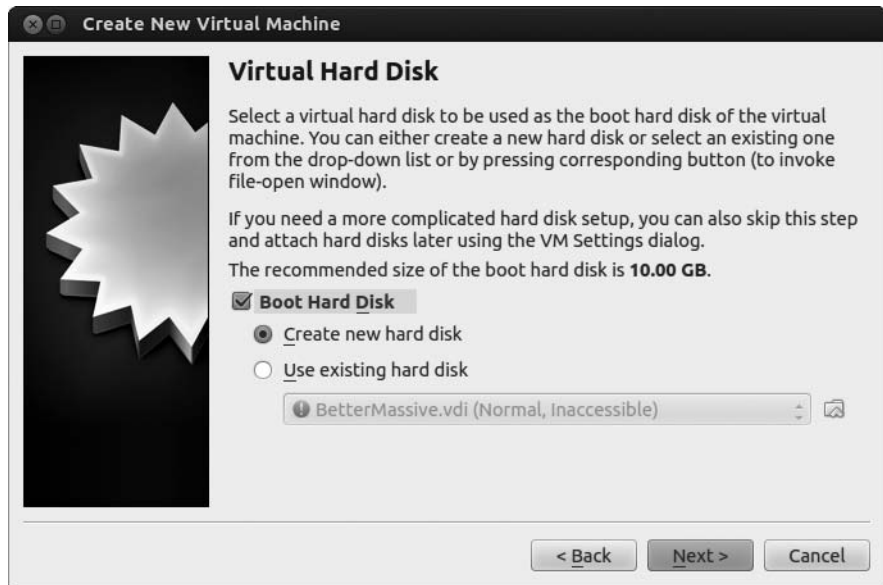 Create New Virtual Machine
Virtual Hard Disk
Select a virtual hard disk to be used as the boot hard disk of the virtual
machine. You can either create a new hard disk or select an existing one
from the drop-down list or by pressing corresponding button (to invoke
file-open window).
If you need a more complicated hard disk setup, you can also skip this step
and attach hard disks later using the VM Settings dialog.
The recommended size of the boot hard disk is 10.00 GB.
Boot Hard Disk
Create new hard disk
Use existing hard disk
BetterMassive.vdi (Normal, Inaccessible)
< Back
Next >
Cancel